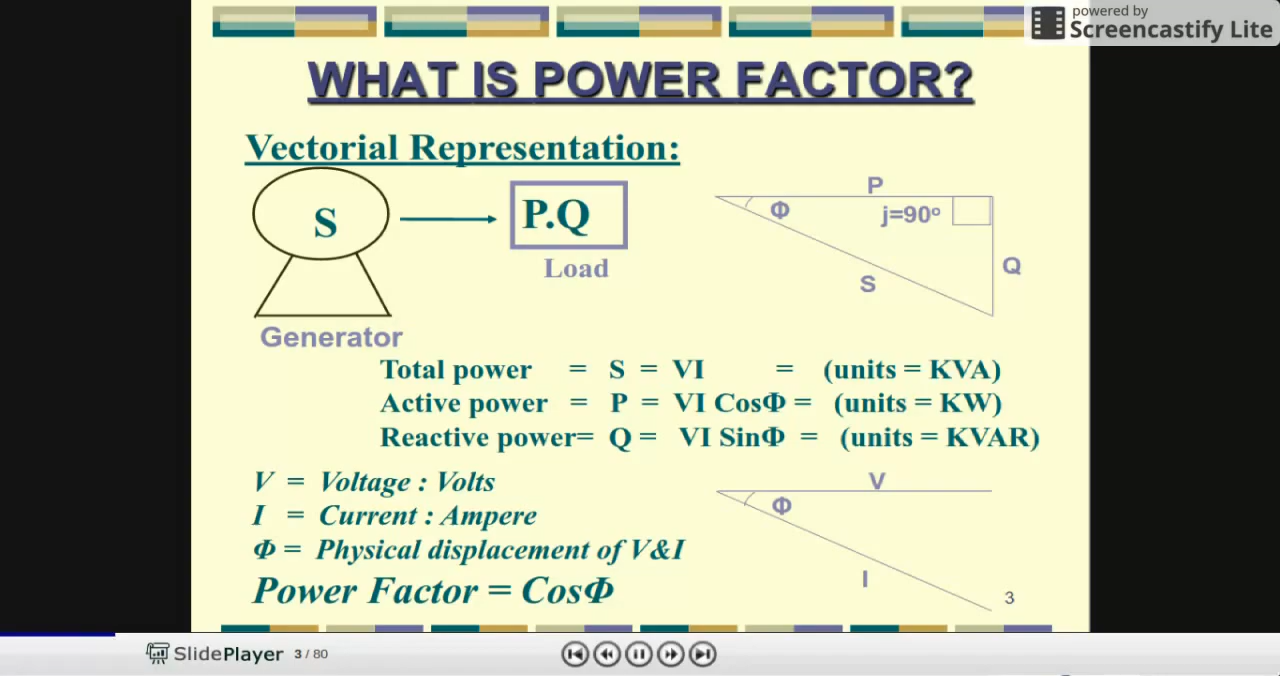 powered by
Screencastify Lite
WHAT IS POWER FACTOR?
Vectorial Representation:
S
P.Q
Load
Generator
P
Φ
j=90º
Q
S
Total power = S = VI = (units = KVA)
Active power = P = VI CosΦ = (units = KW)
Reactive power= Q = VI SinΦ = (units = KVAR)
V = Voltage : Volts
I = Current : Ampere
Φ = Physical displacement of V&I
Power Factor = CosΦ
V
Φ
I
3
SlidePlayer 3 / 80